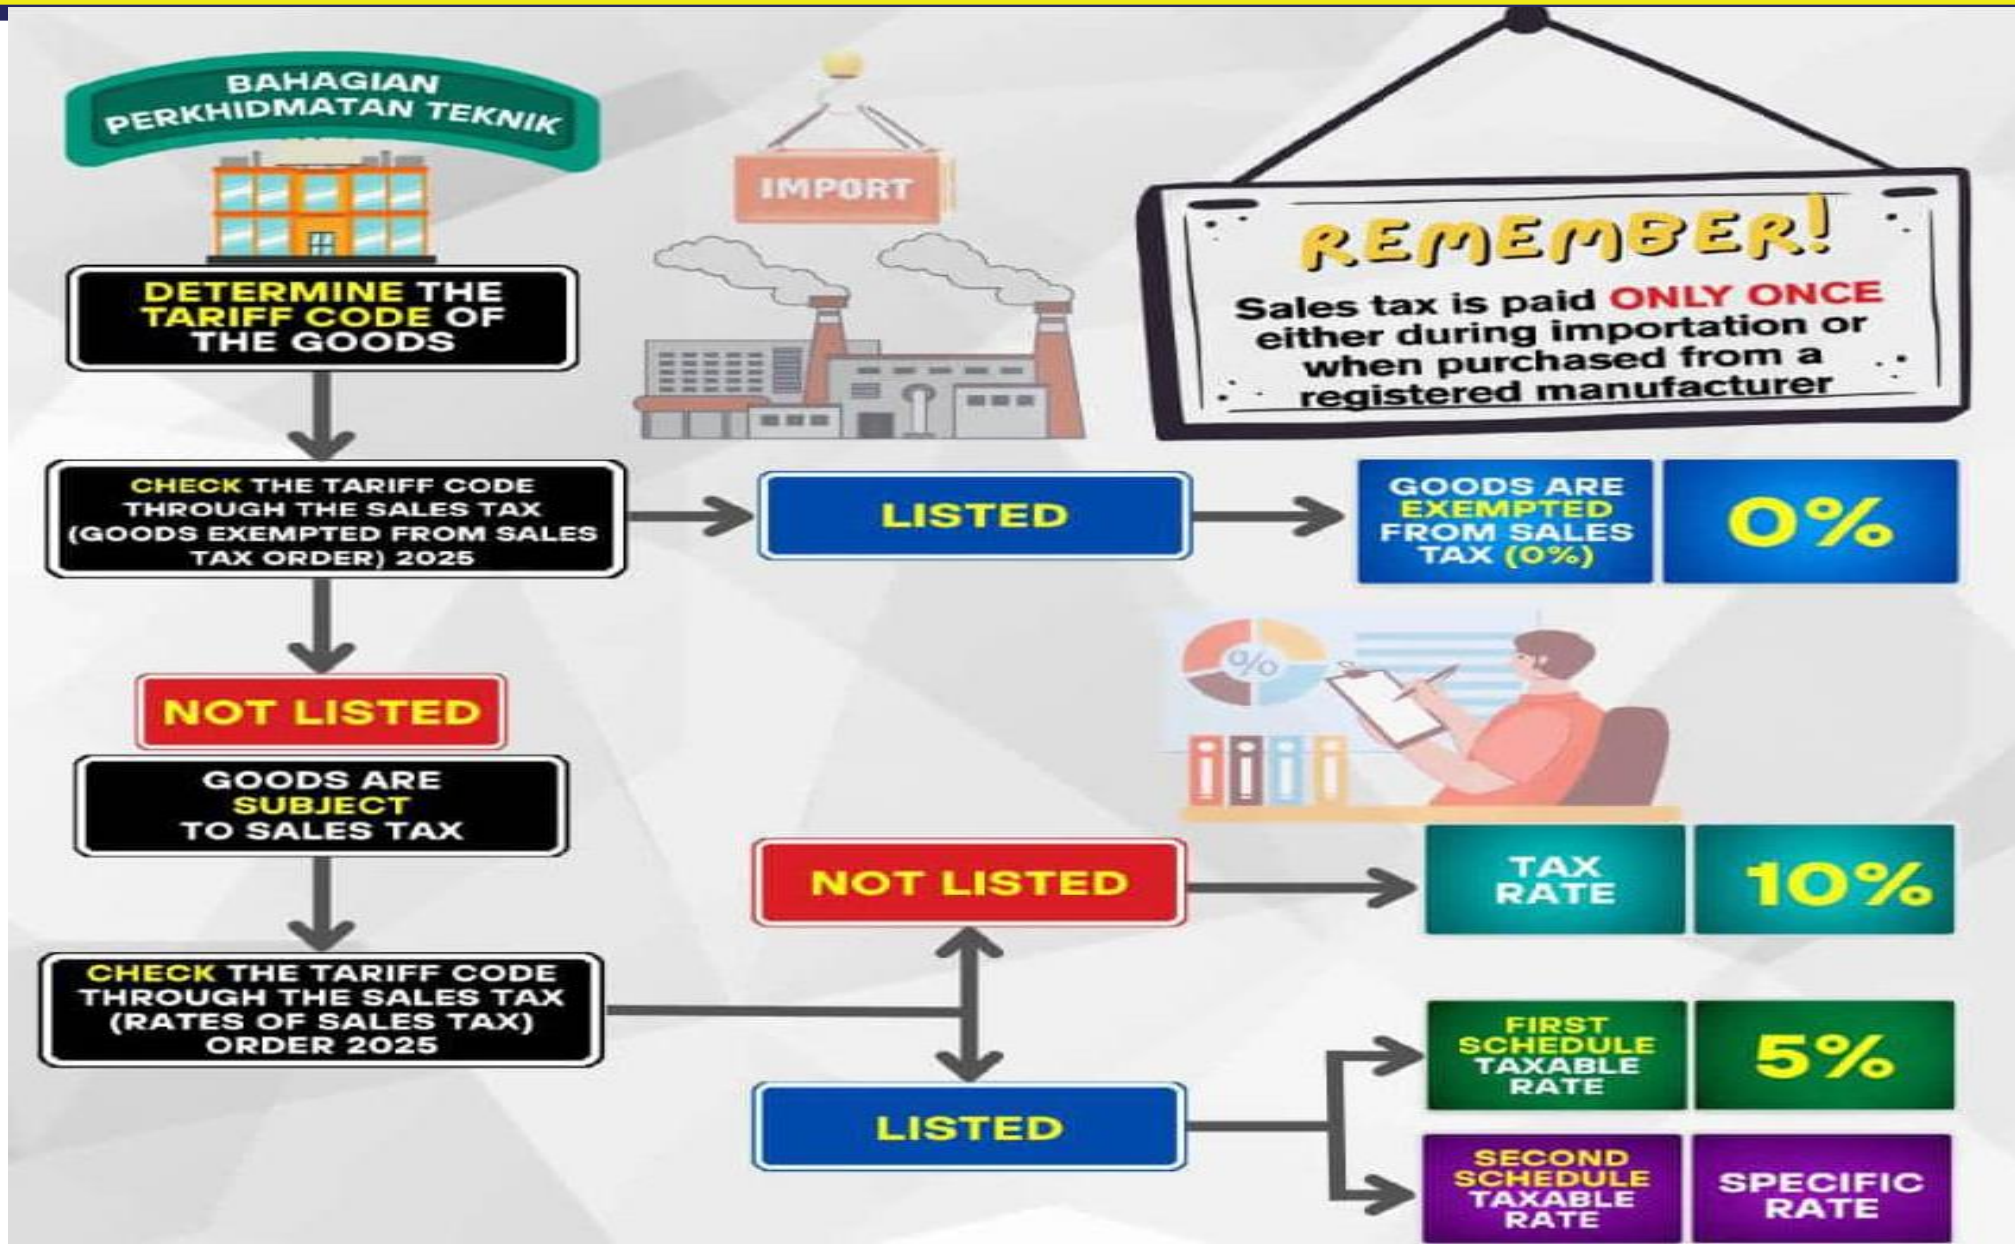 BAHAGIAN
PERKHIDMATAN TEKNIK
IMPORT
REMEMBER!
Sales tax is paid ONLY ONCE
either during importation or
when purchased from a
registered manufacturer
DETERMINE THE
TARIFF CODE OF
THE GOODS
CHECK THE TARIFF CODE
THROUGH THE SALES TAX
(GOODS EXEMPTED FROM SALES
TAX ORDER) 2025
LISTED
GOODS ARE
EXEMPTED
FROM SALES
TAX (0%)
0%
%
NOT LISTED
GOODS ARE
SUBJECT
TO SALES TAX
NOT LISTED
TAX
RATE
10%
CHECK THE TARIFF CODE
THROUGH THE SALES TAX
(RATES OF SALES TAX)
ORDER 2025
LISTED
FIRST
SCHEDULE
TAXABLE
RATE
5%
SECOND
SCHEDULE
TAXABLE
RATE
SPECIFIC
RATE